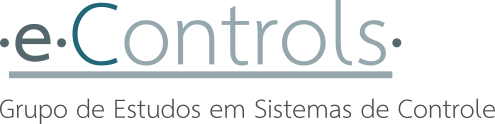 ·e·Controls·
Grupo de Estudos em Sistemas de Controle